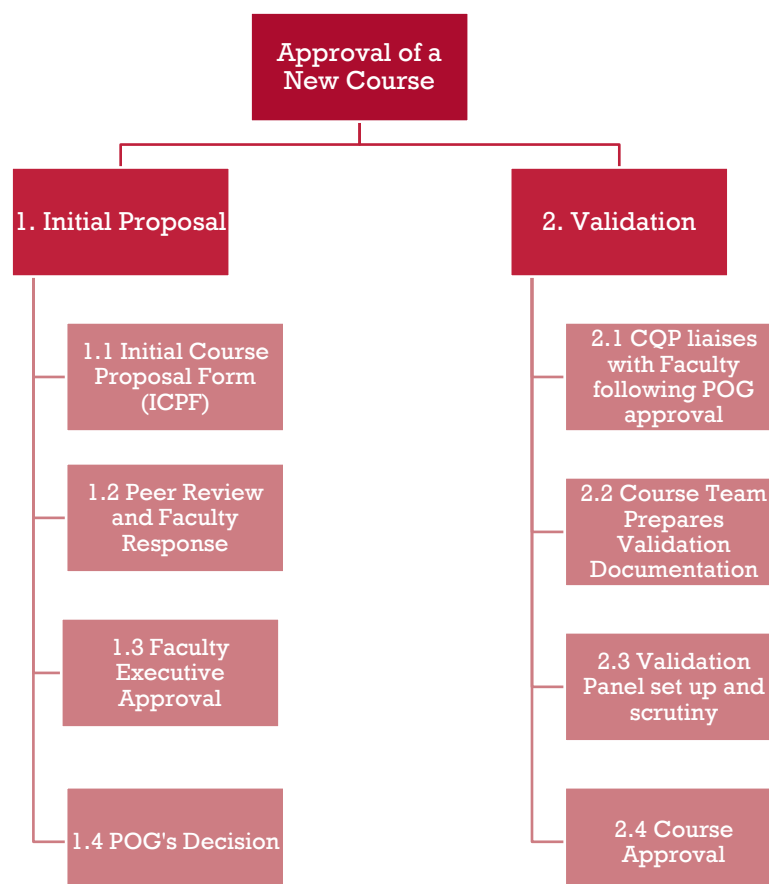 Approval of a
New Course
1. Initial Proposal
1.1 Initial Course
Proposal Form
(ICPF)
1.2 Peer Review
and Faculty
Response
1.3 Faculty
Executive
Approval
1.4 POG's Decision
2. Validation
2.1 CQP liaises
with Faculty
following POG
approval
2.2 Course Team
Prepares
Validation
Documentation
2.3 Validation
Panel set up and
scrutiny
2.4 Course
Approval